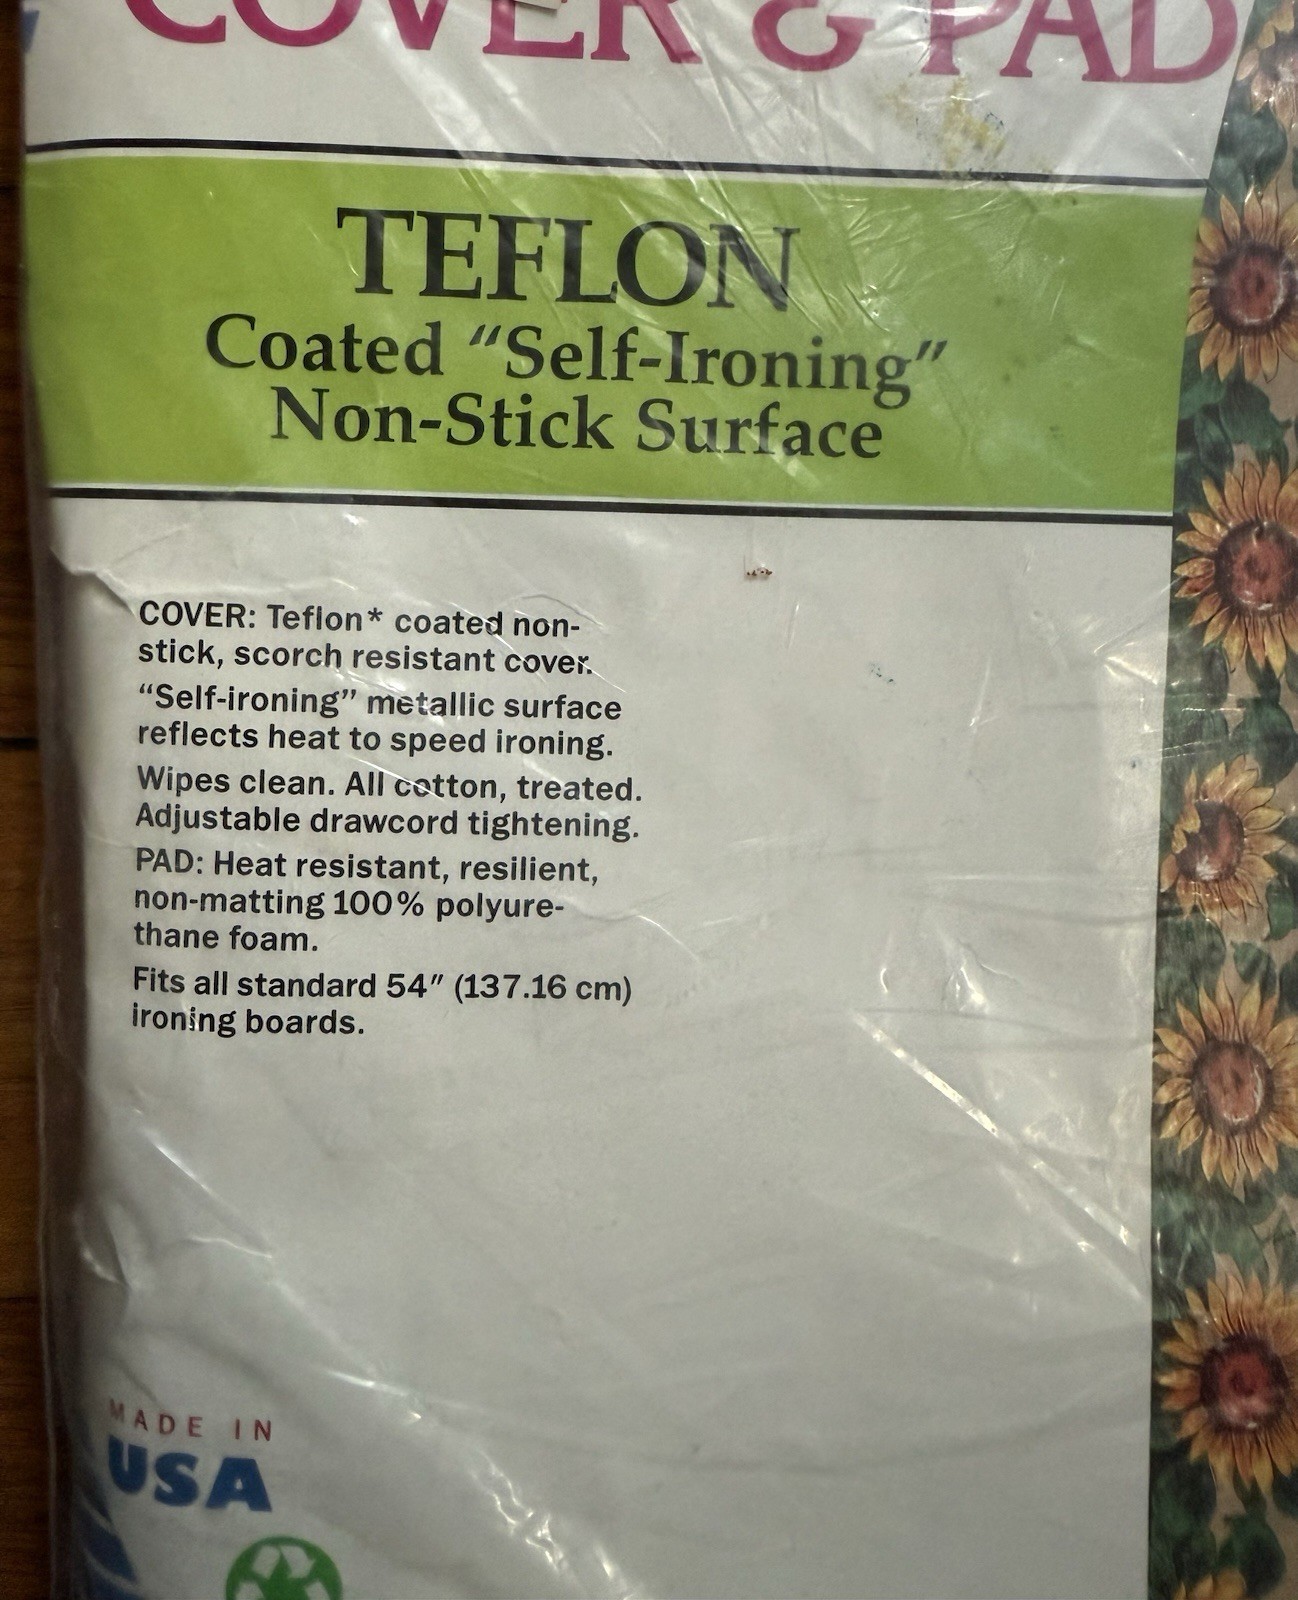 COVER & PAD
TEFLON
Coated “Self-Ironing”
Non-Stick Surface
COVER: Teflon* coated non-
stick, scorch resistant cover.
“Self-ironing” metallic surface
reflects heat to speed ironing.
Wipes clean. All cotton, treated.
Adjustable drawcord tightening.
PAD: Heat resistant, resilient,
non-matting 100% polyure-
thane foam.
Fits all standard 54″ (137.16 cm)
ironing boards.
MADE IN
USA